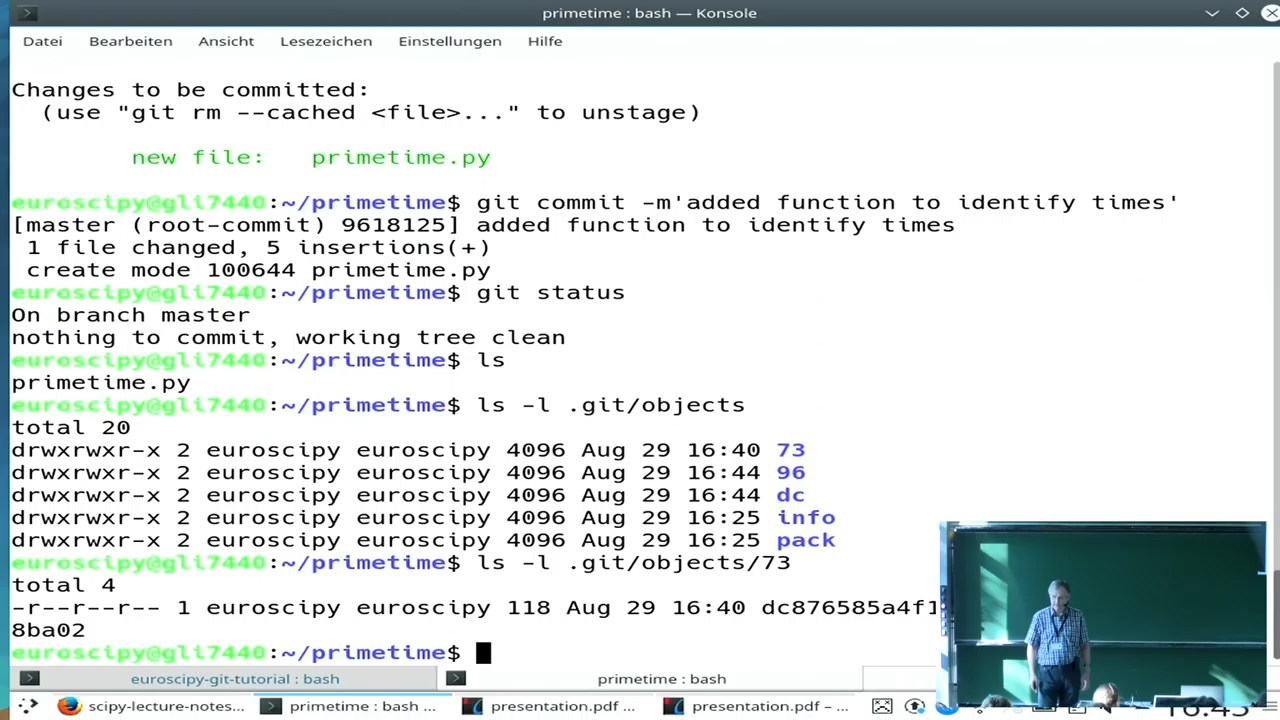 primetime : bash — Konsole
Datei Bearbeiten Ansicht Lesezeichen Einstellungen Hilfe
Changes to be committed:
(use "git rm --cached <file>..." to unstage)
new file: primetime.py
euroscipy@gli7440:~/primetime$ git commit -m'added function to identify times'
[master (root-commit) 9618125] added function to identify times
1 file changed, 5 insertions(+)
create mode 100644 primetime.py
euroscipy@gli7440:~/primetime$ git status
On branch master
nothing to commit, working tree clean
euroscipy@gli7440:~/primetime$ ls
primetime.py
euroscipy@gli7440:~/primetime$ ls -l .git/objects
total 20
drwxrwxr-x 2 euroscipy euroscipy 4096 Aug 29 16:40 73
drwxrwxr-x 2 euroscipy euroscipy 4096 Aug 29 16:44 96
drwxrwxr-x 2 euroscipy euroscipy 4096 Aug 29 16:44 dc
drwxrwxr-x 2 euroscipy euroscipy 4096 Aug 29 16:25 info
drwxrwxr-x 2 euroscipy euroscipy 4096 Aug 29 16:25 pack
euroscipy@gli7440:~/primetime$ ls -l .git/objects/73
total 4
-r--r--r-- 1 euroscipy euroscipy 118 Aug 29 16:40 dc876585a4f1
8ba02
euroscipy@gli7440:~/primetime$
euroscipy-git-tutorial : bash primetime : bash
scipy-lecture-notes... primetime : bash ... presentation.pdf ... presentation.pdf – ...